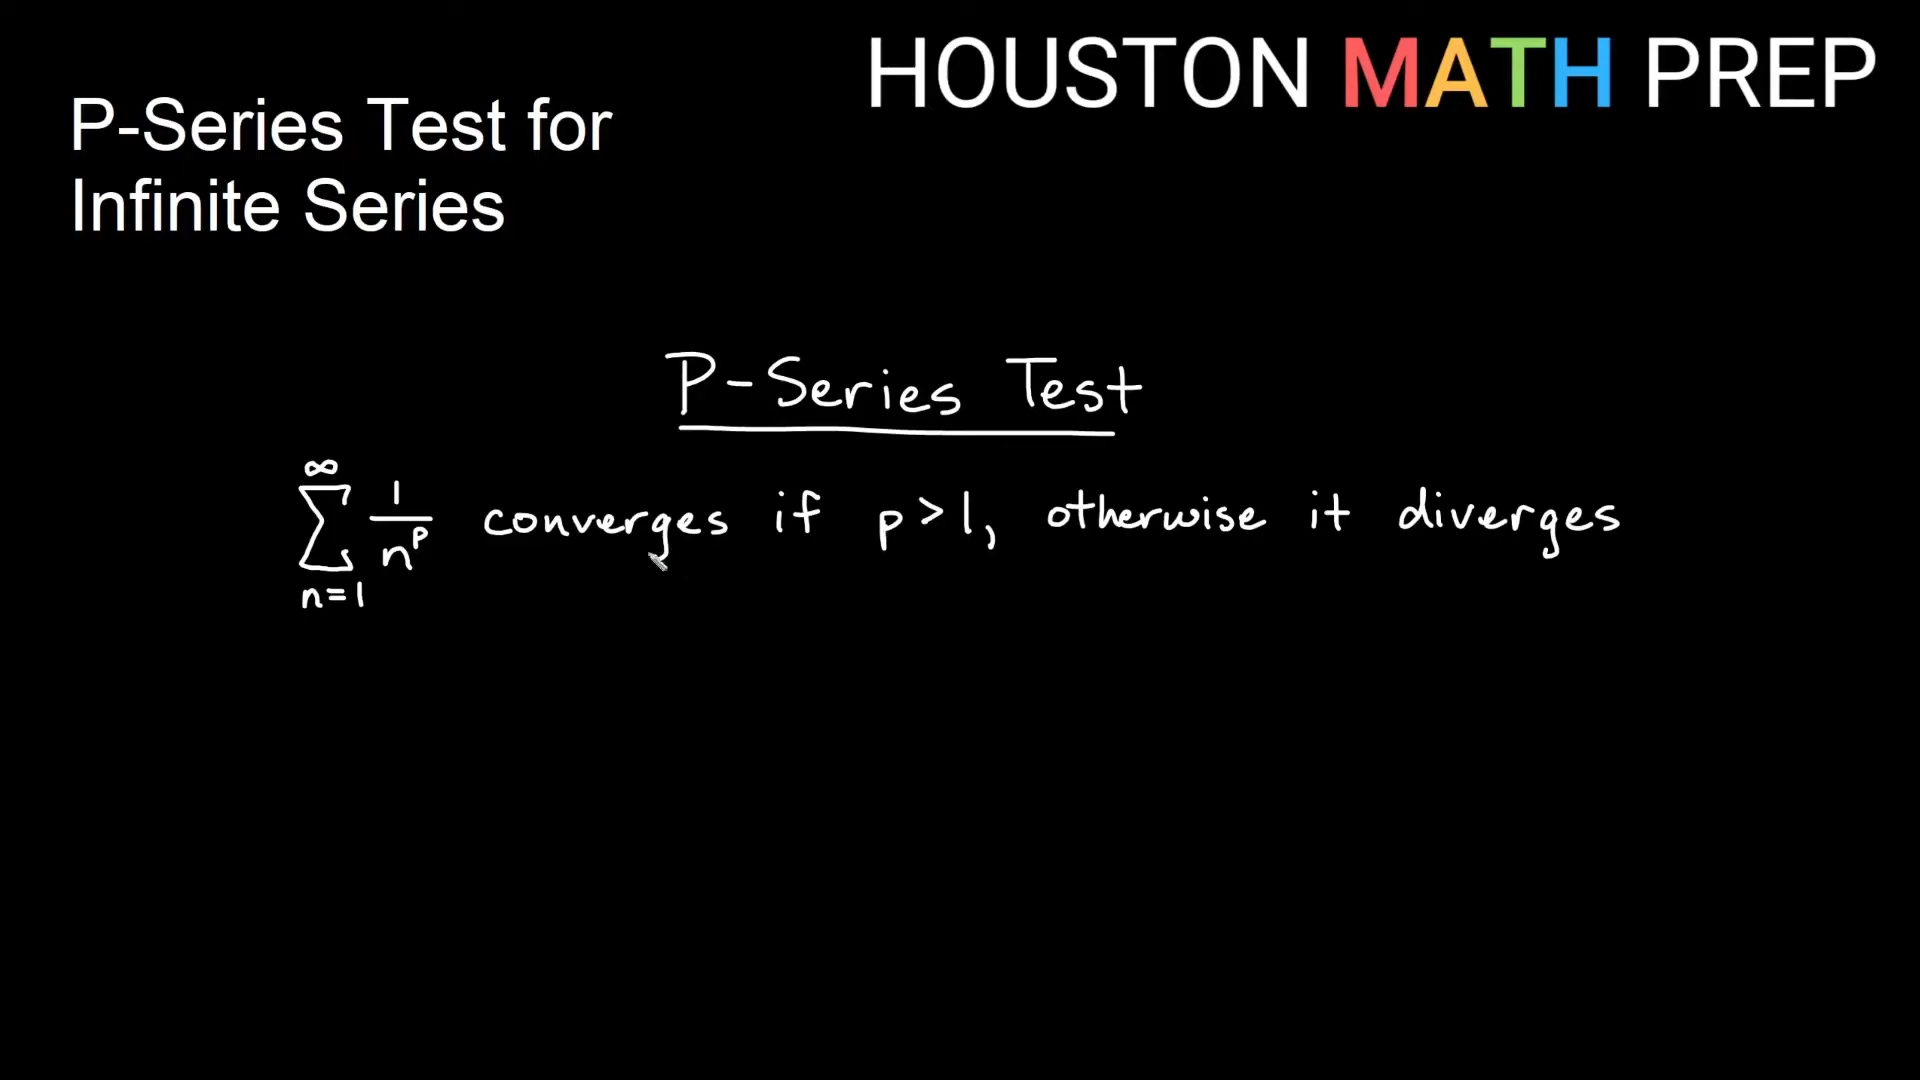 HOUSTON MATH PREP
P-Series Test for
Infinite Series
P-Series Test
∞
∑ 1/n^p converges if p>1, otherwise it diverges
n=1